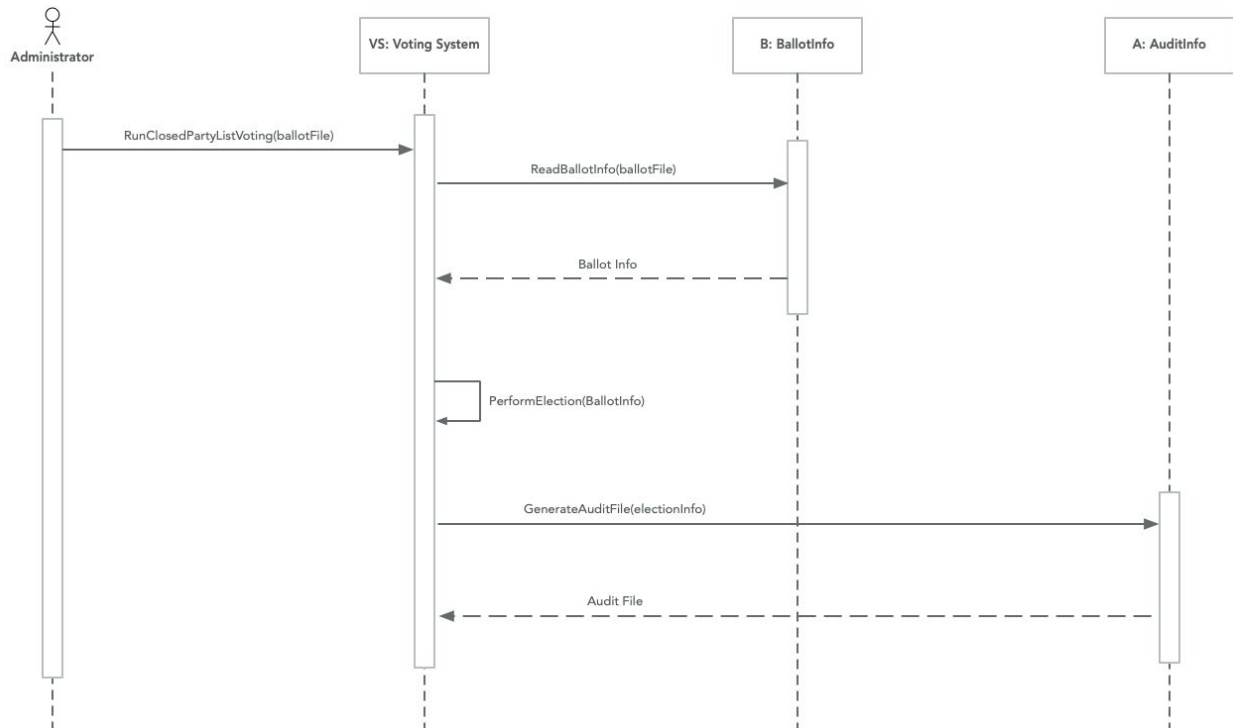 Administrator
VS: Voting System
B: BallotInfo
A: AuditInfo
RunClosedPartyListVoting(ballotFile)
ReadBallotInfo(ballotFile)
Ballot Info
PerformElection(BallotInfo)
GenerateAuditFile(electionInfo)
Audit File